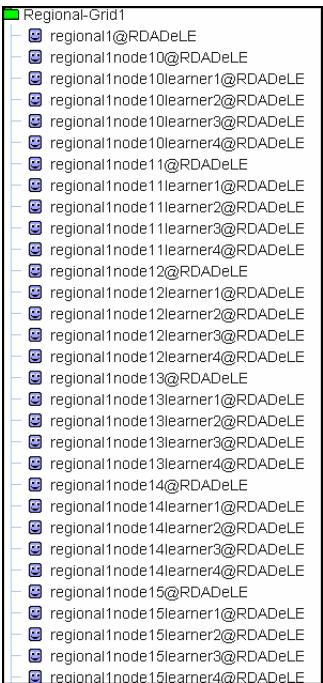 Regional-Grid1
regional1@RDADeLE
regional1node10@RDADeLE
regional1node10learner1@RDADeLE
regional1node10learner2@RDADeLE
regional1node10learner3@RDADeLE
regional1node10learner4@RDADeLE
regional1node11@RDADeLE
regional1node11learner1@RDADeLE
regional1node11learner2@RDADeLE
regional1node11learner3@RDADeLE
regional1node11learner4@RDADeLE
regional1node12@RDADeLE
regional1node12learner1@RDADeLE
regional1node12learner2@RDADeLE
regional1node12learner3@RDADeLE
regional1node12learner4@RDADeLE
regional1node13@RDADeLE
regional1node13learner1@RDADeLE
regional1node13learner2@RDADeLE
regional1node13learner3@RDADeLE
regional1node13learner4@RDADeLE
regional1node14@RDADeLE
regional1node14learner1@RDADeLE
regional1node14learner2@RDADeLE
regional1node14learner3@RDADeLE
regional1node14learner4@RDADeLE
regional1node15@RDADeLE
regional1node15learner1@RDADeLE
regional1node15learner2@RDADeLE
regional1node15learner3@RDADeLE
regional1node15learner4@RDADeLE